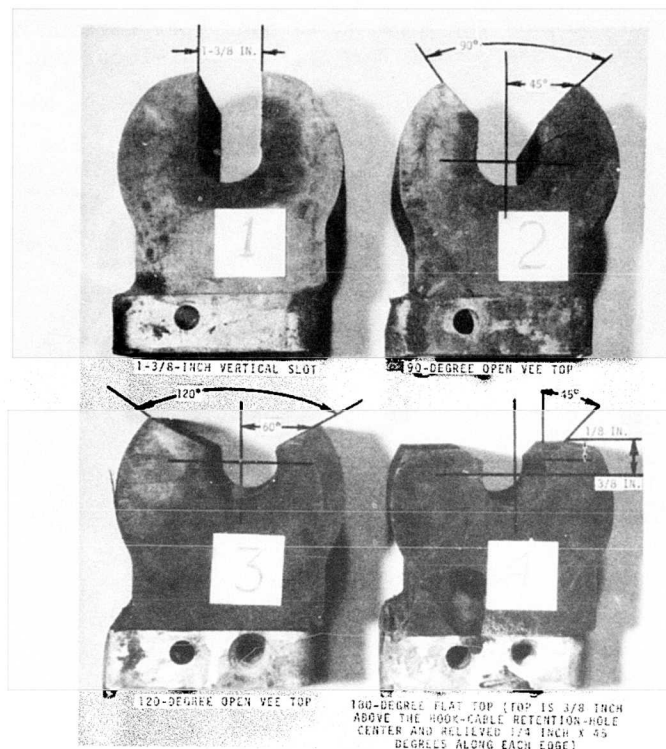 1-3/8 IN.
90°
45°
1
2
1-3/8-INCH VERTICAL SLOT
90-DEGREE OPEN VEE TOP
120°
60°
45°
1/8 IN.
3/8 IN.
3
4
120-DEGREE OPEN VEE TOP
180-DEGREE FLAT TOP (TOP IS 3/8 INCH
ABOVE THE HOOK-CABLE RETENTION-HOLE
CENTER AND RELIEVED 1/4 INCH X 45
DEGREES ALONG EACH EDGE)